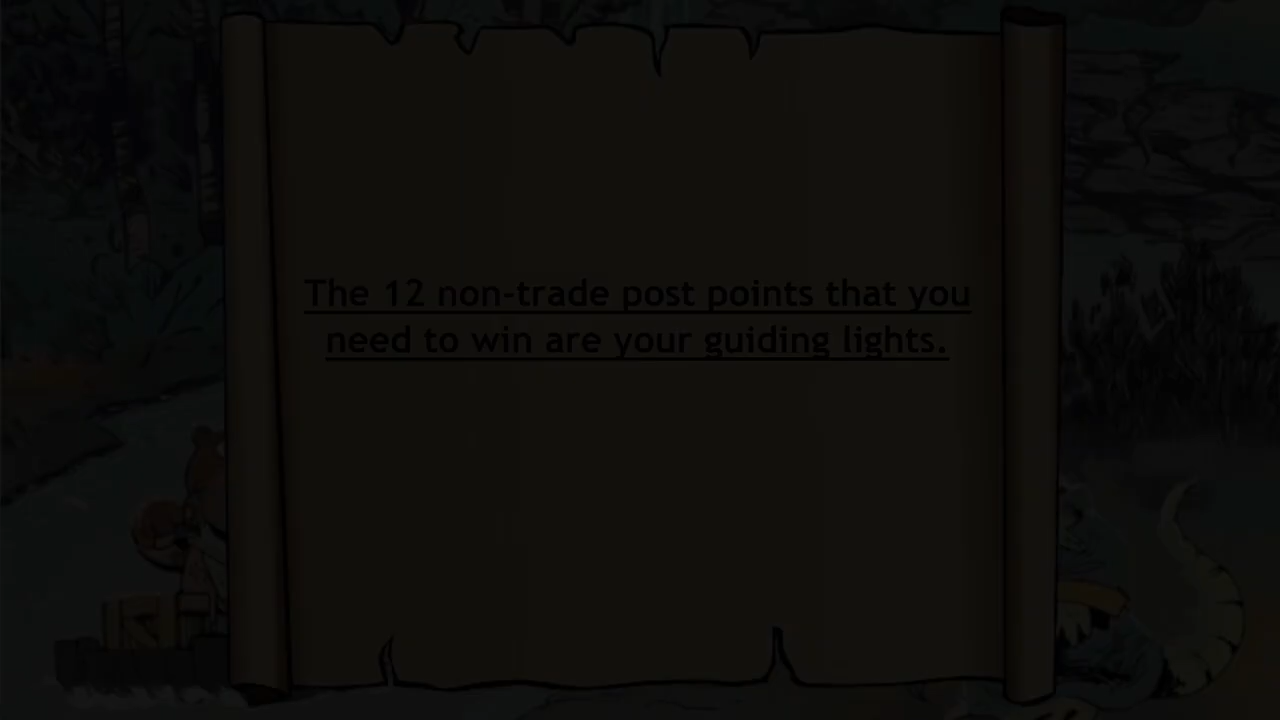 The 12 non-trade post points that you
need to win are your guiding lights.